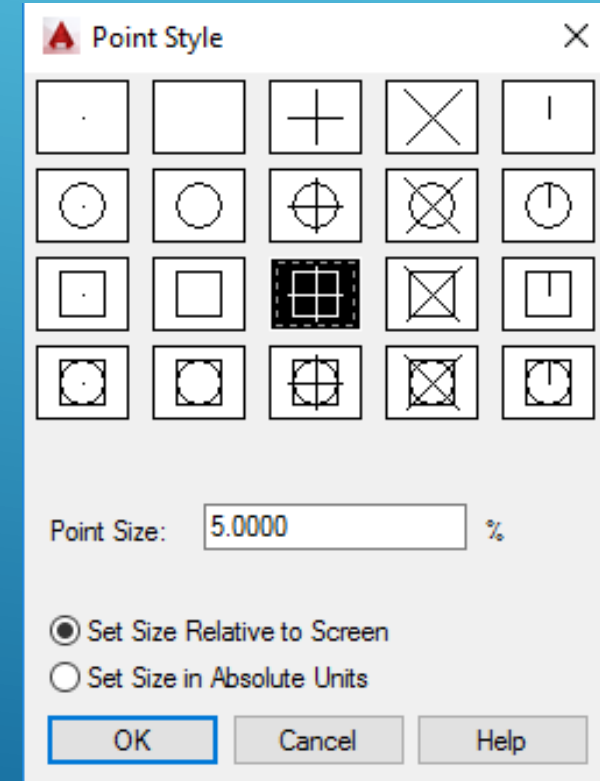 Point Style
Point Size: 5.0000 %
Set Size Relative to Screen
Set Size in Absolute Units
OK Cancel Help